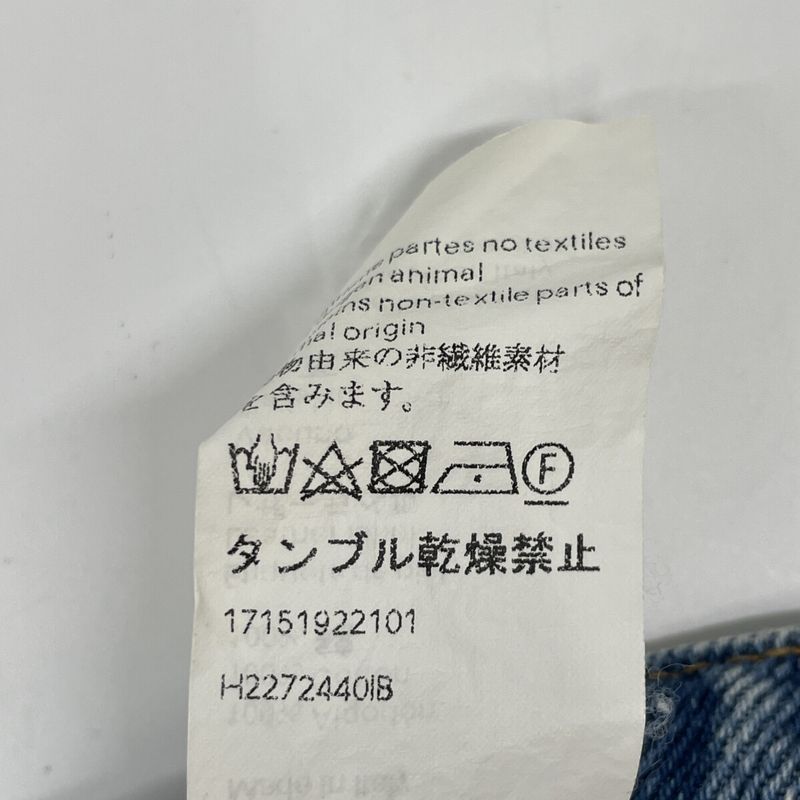 partes no textiles
an animal
non-textile parts of
origin
由来の非繊維素材
を含みます。
F
タンブル乾燥禁止
17151922101
H2272440IB